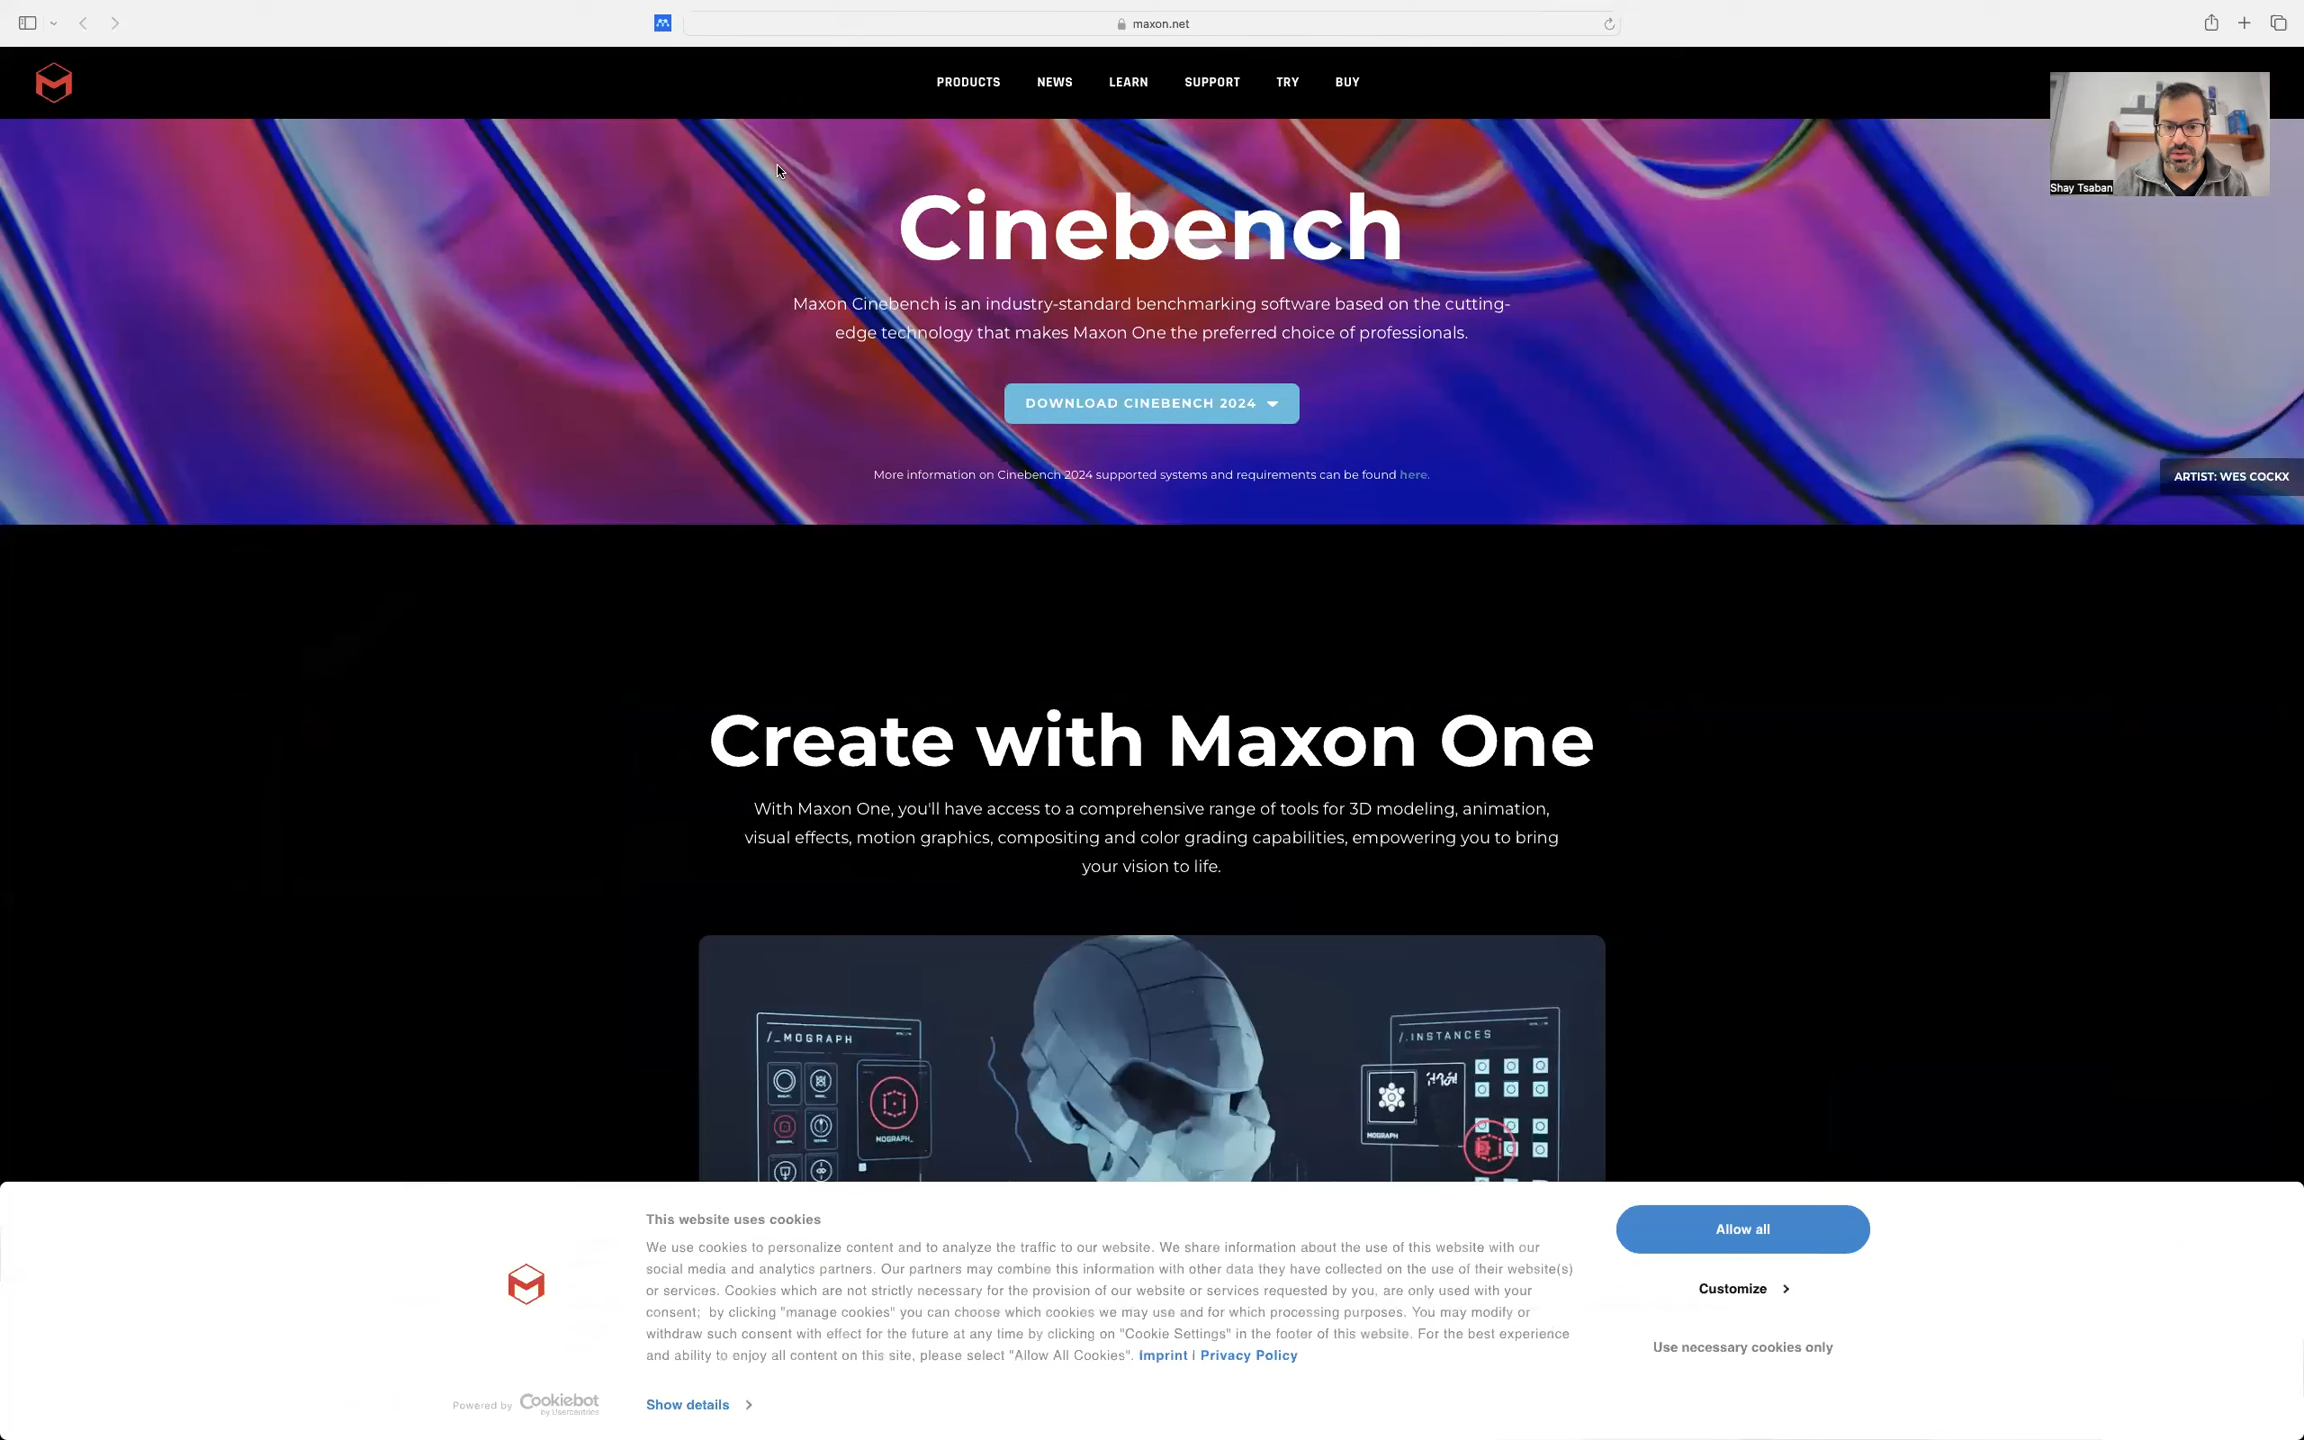 maxon.net
PRODUCTS NEWS LEARN SUPPORT TRY BUY
Shay Tsaban
Cinebench
Maxon Cinebench is an industry-standard benchmarking software based on the cutting-
edge technology that makes Maxon One the preferred choice of professionals.
DOWNLOAD CINEBENCH 2024
More information on Cinebench 2024 supported systems and requirements can be found here.
ARTIST: WES COCKX
Create with Maxon One
With Maxon One, you'll have access to a comprehensive range of tools for 3D modeling, animation,
visual effects, motion graphics, compositing and color grading capabilities, empowering you to bring
your vision to life.
/_MOGRAPH
MOGRAPH_
/.INSTANCES
MOGRAPH
This website uses cookies
We use cookies to personalize content and to analyze the traffic to our website. We share information about the use of this website with our
social media and analytics partners. Our partners may combine this information with other data they have collected on the use of their website(s)
or services. Cookies which are not strictly necessary for the provision of our website or services requested by you, are only used with your
consent; by clicking "manage cookies" you can choose which cookies we may use and for which processing purposes. You may modify or
withdraw such consent with effect for the future at any time by clicking on "Cookie Settings" in the footer of this website. For the best experience
and ability to enjoy all content on this site, please select "Allow All Cookies". Imprint | Privacy Policy
Show details
Powered by Cookiebot
by Usercentrics
Allow all
Customize
Use necessary cookies only